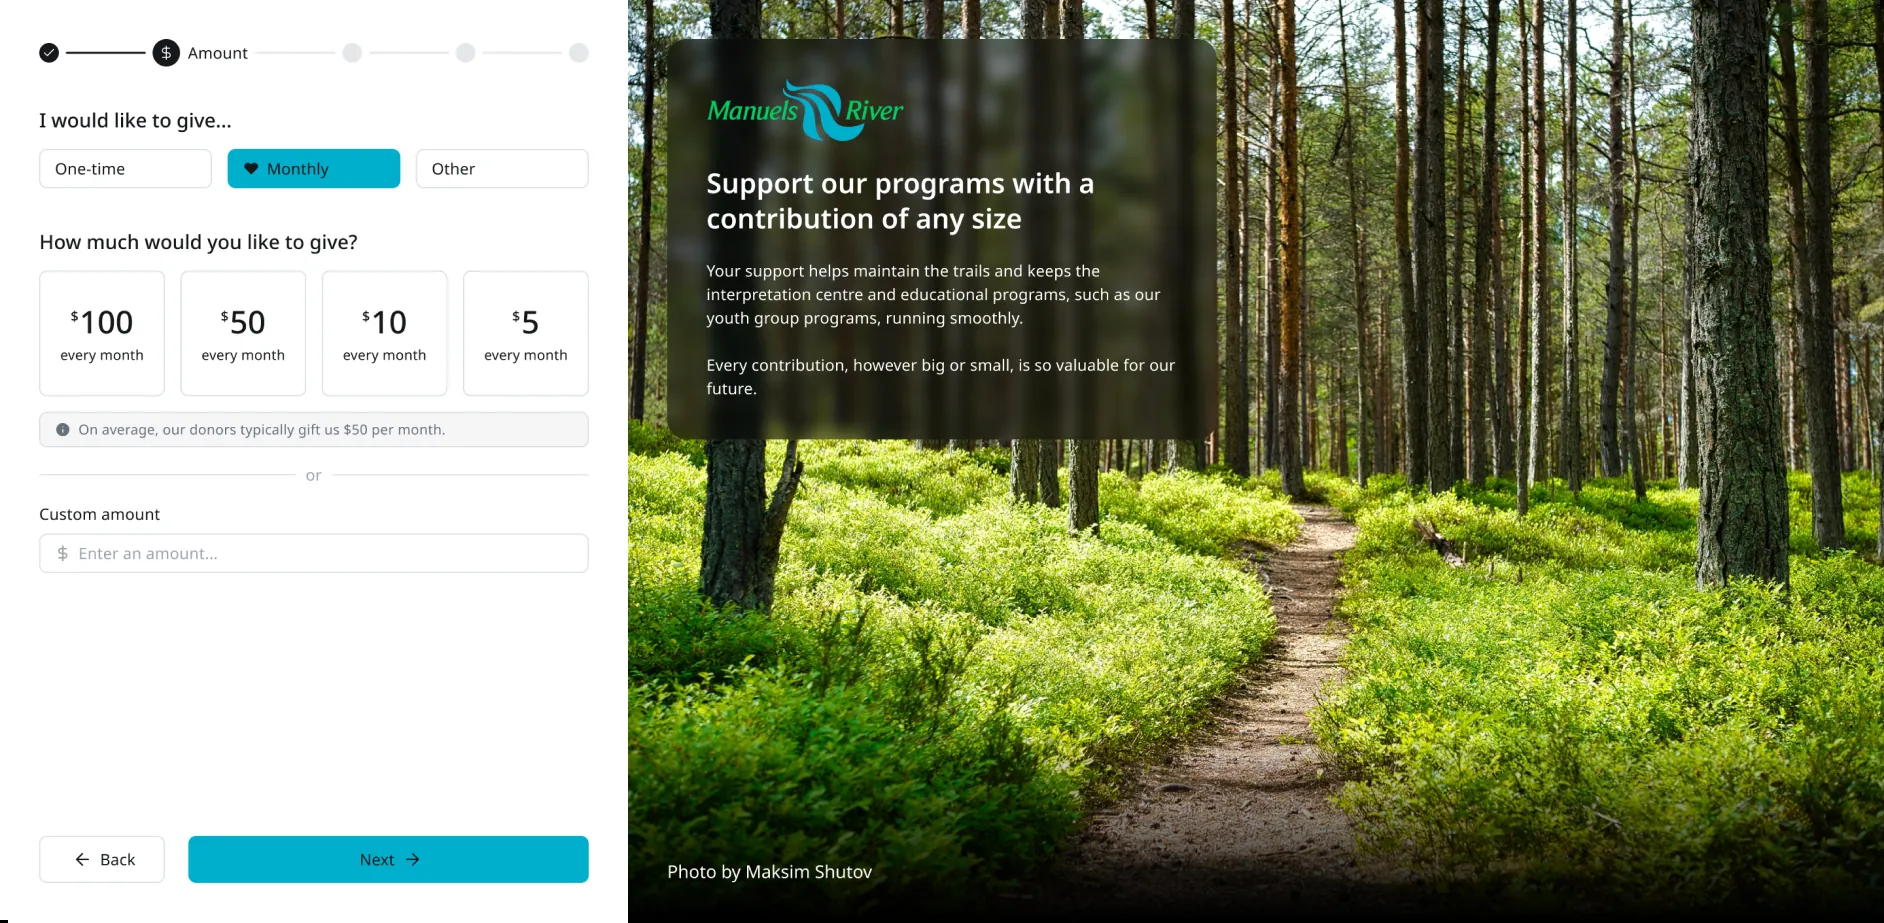 $ Amount
I would like to give...
One-time
Monthly
Other
How much would you like to give?
$100
every month
$50
every month
$10
every month
$5
every month
On average, our donors typically gift us $50 per month.
or
Custom amount
$ Enter an amount...
Back
Next
Manuels River
Support our programs with a
contribution of any size
Your support helps maintain the trails and keeps the
interpretation centre and educational programs, such as our
youth group programs, running smoothly.
Every contribution, however big or small, is so valuable for our
future.
Photo by Maksim Shutov